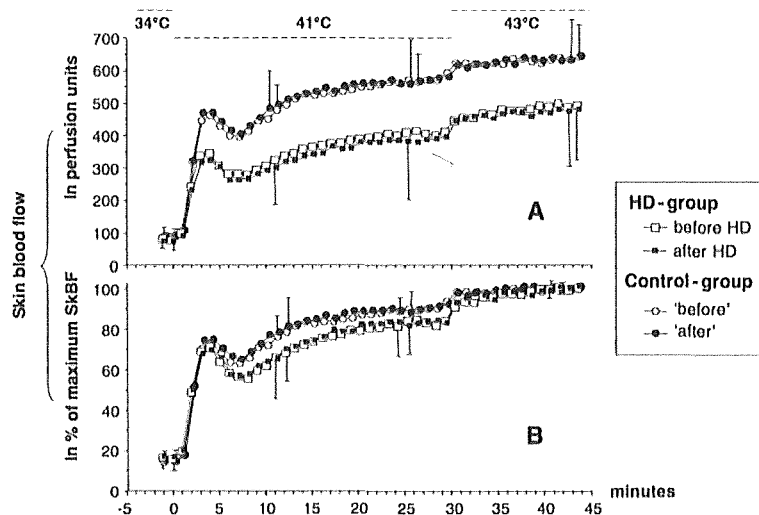 34°C 41°C 43°C
Skin blood flow
In perfusion units
700
600
500
400
300
200
100
0
A
In % of maximum SkBF
100
80
60
40
20
0
B
-5 0 5 10 15 20 25 30 35 40 45
minutes
HD-group
before HD
after HD
Control-group
'before'
'after'